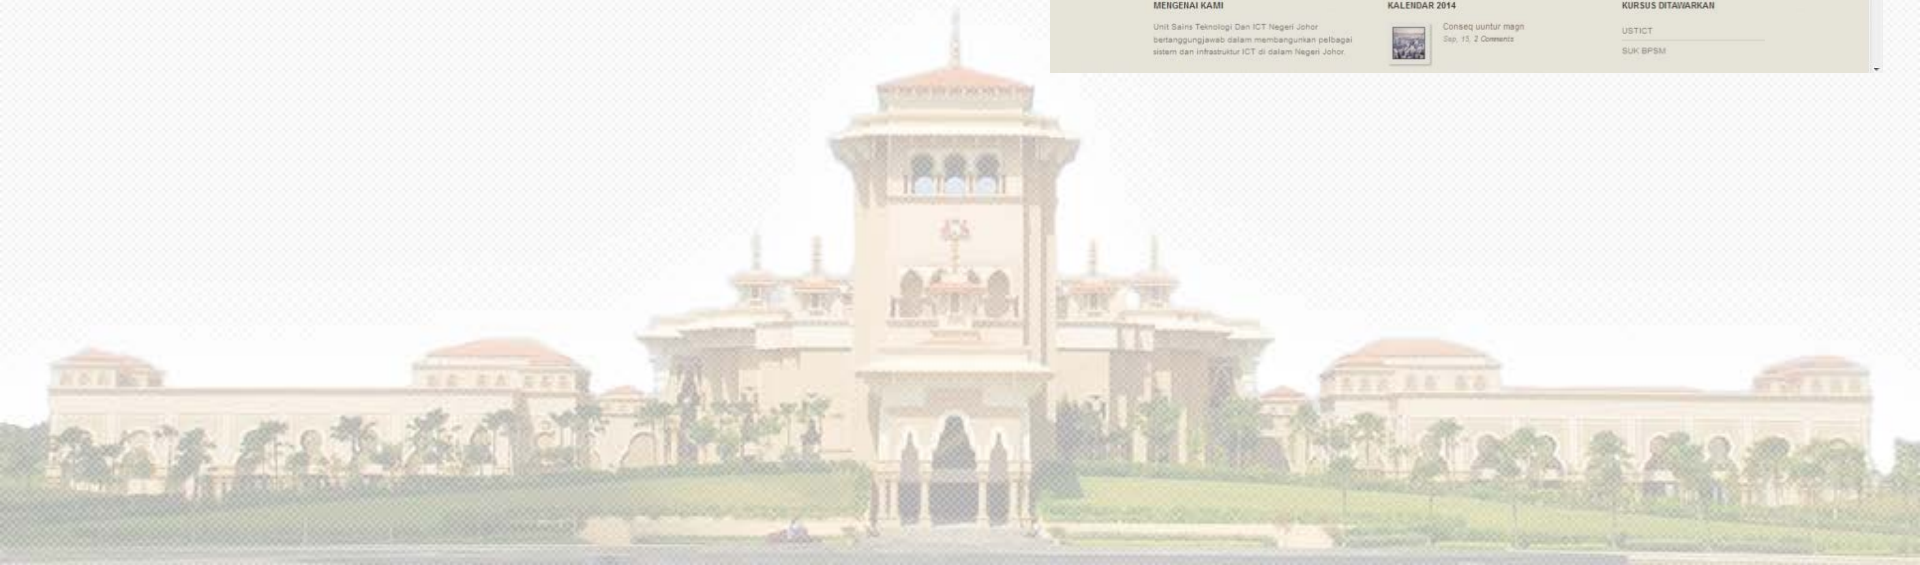 MENGENAI KAMI
Unit Sains Teknologi Dan ICT Negeri Johor
bertanggungjawab dalam membangunkan pelbagai
sistem dan infrastruktur ICT di dalam Negeri Johor.
KALENDAR 2014
Conseq uuntur magn
Sep, 15, 2 Comments
KURSUS DITAWARKAN
USTICT
SUK BPSM